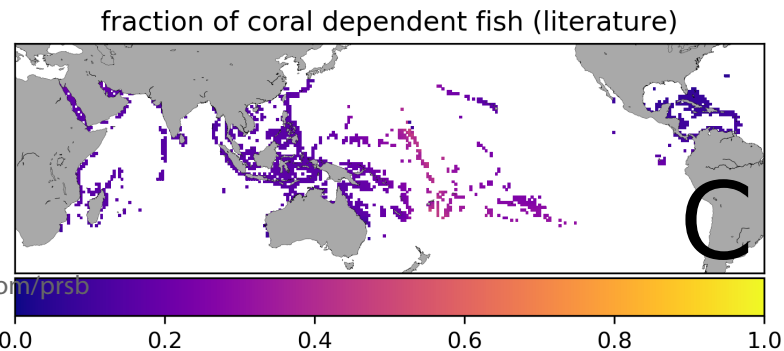 fraction of coral dependent fish (literature)
C
om/prsb
0.0 0.2 0.4 0.6 0.8 1.0